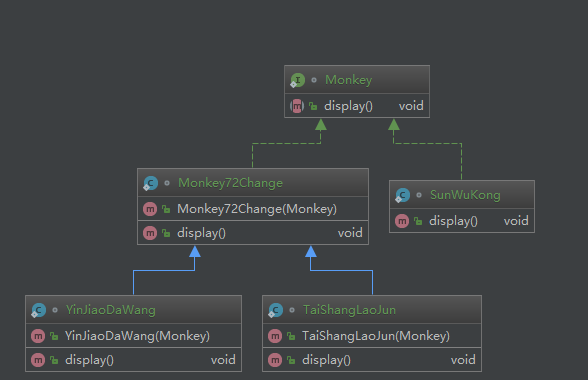 Monkey
display() void
Monkey72Change
Monkey72Change(Monkey)
display() void
SunWuKong
display() void
YinJiaoDaWang
YinJiaoDaWang(Monkey)
display() void
TaiShangLaoJun
TaiShangLaoJun(Monkey)
display() void